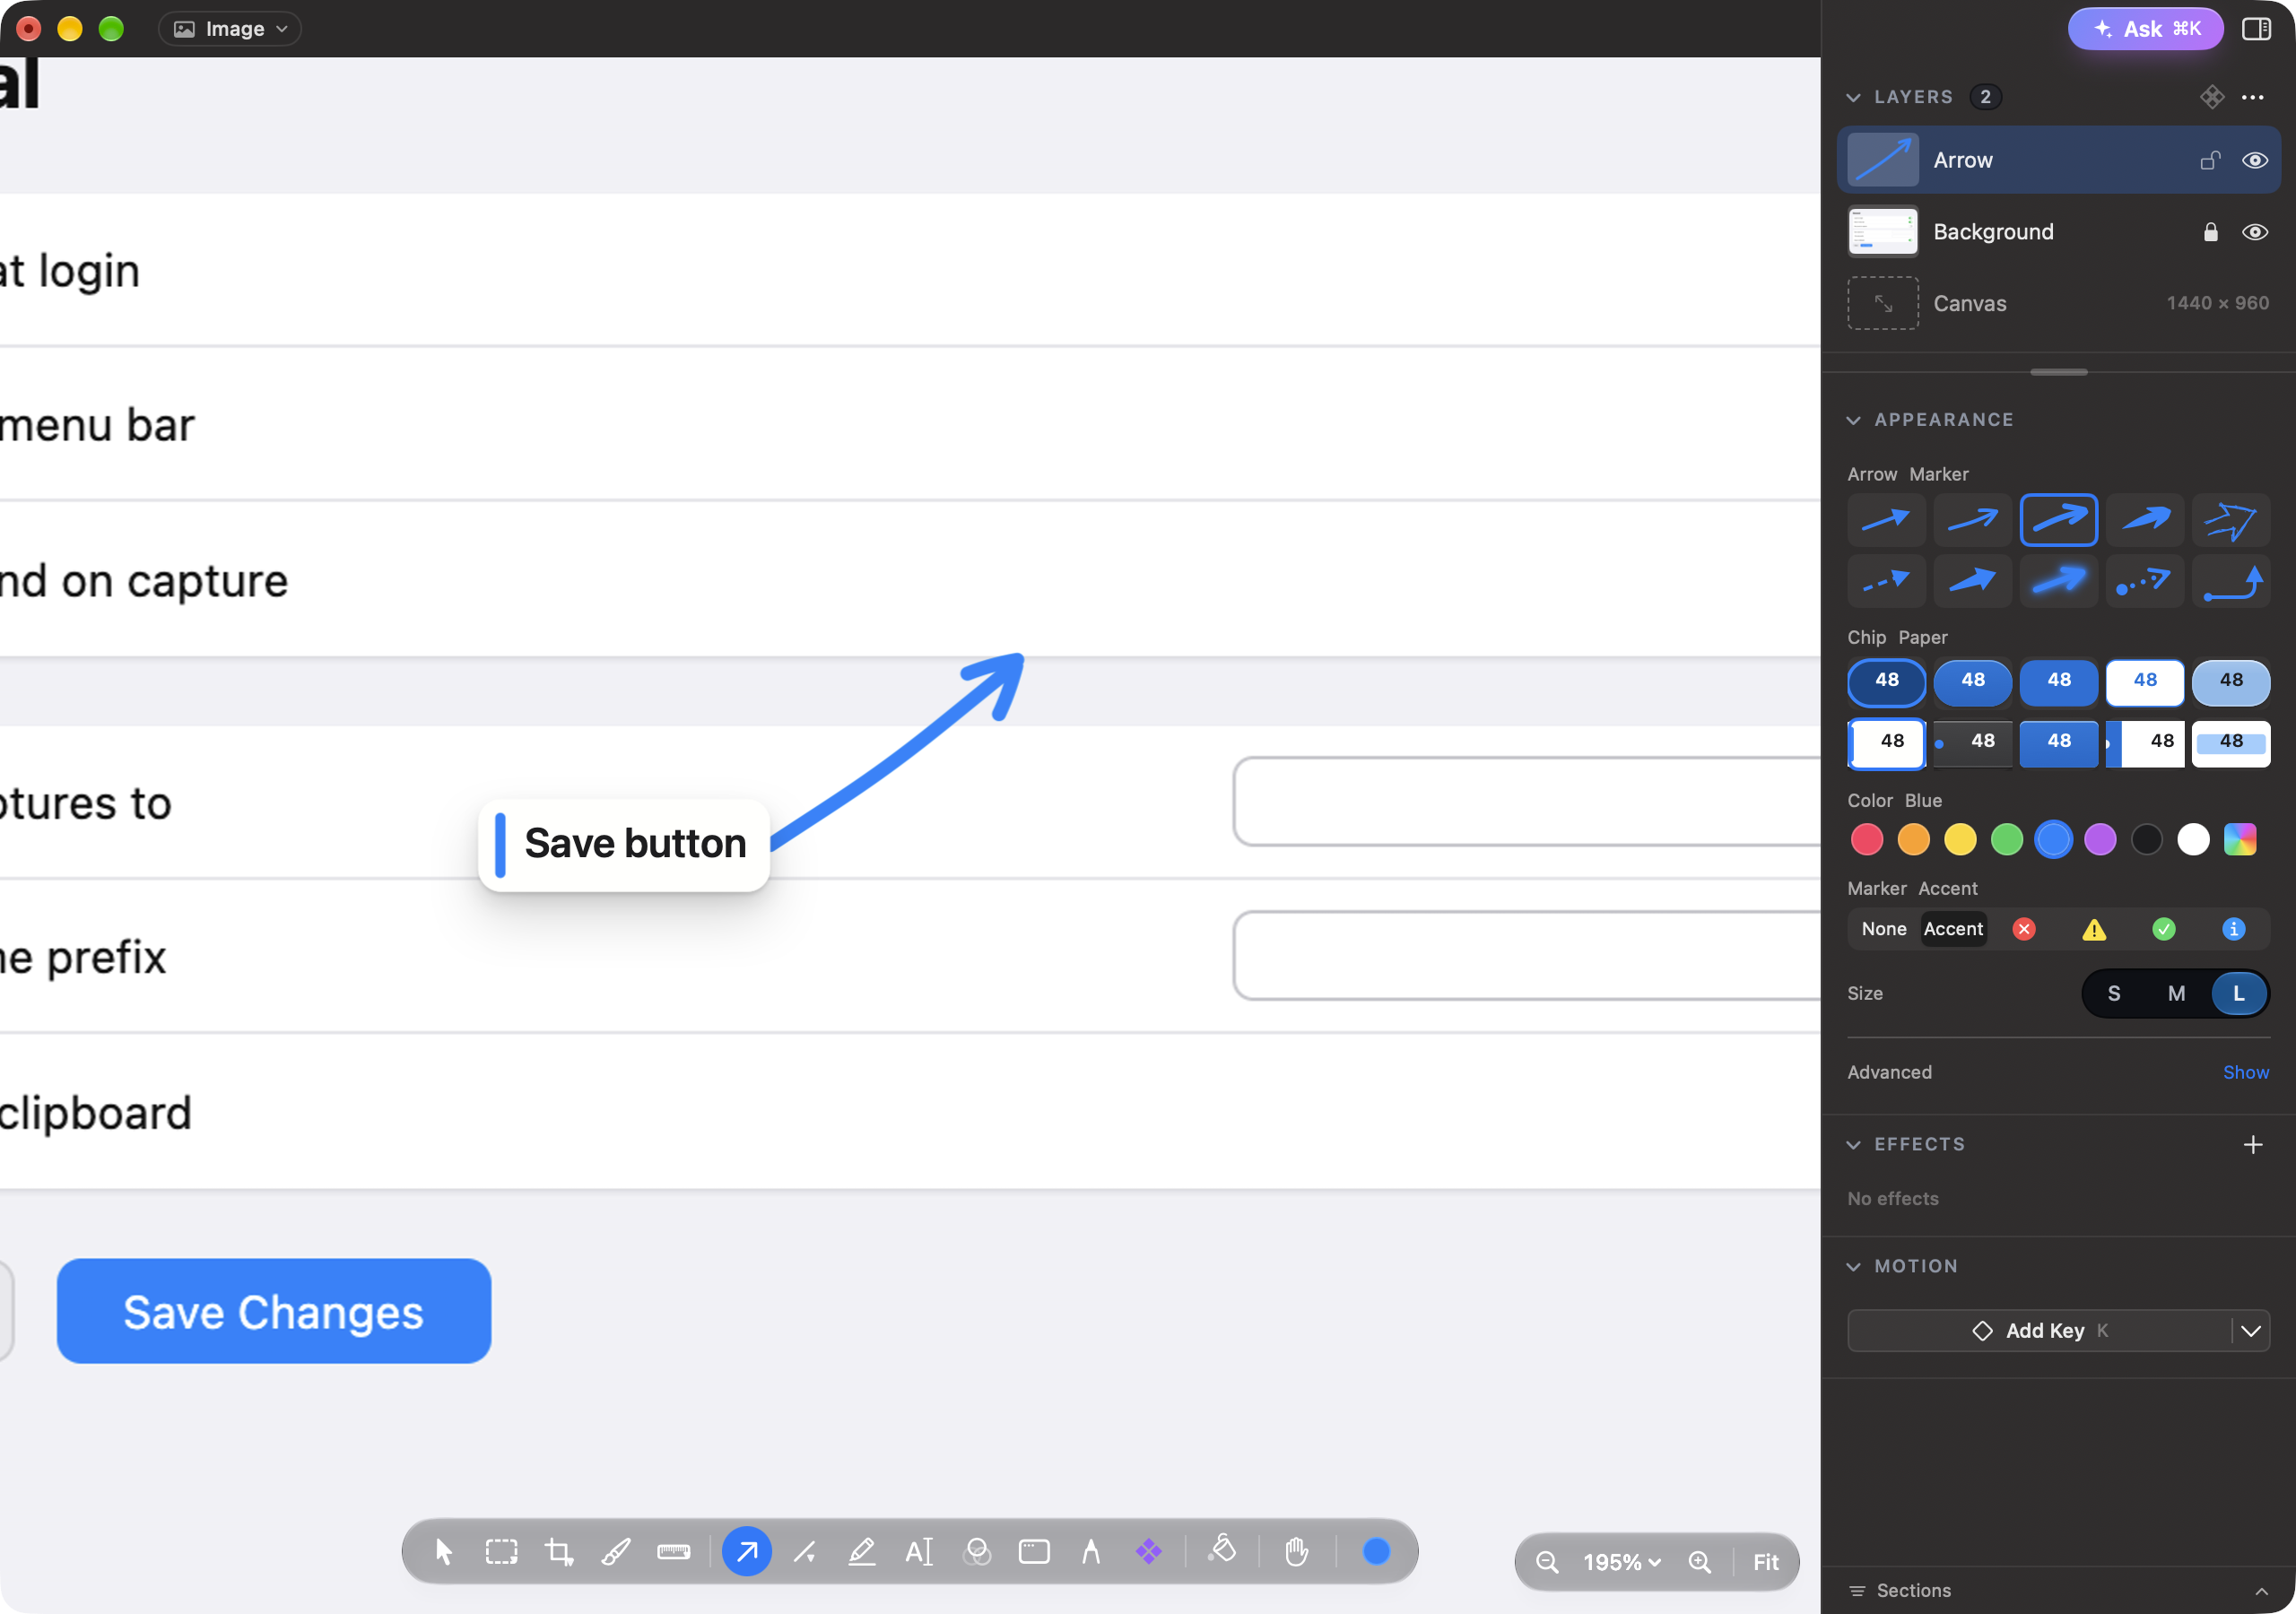 Image
Ask ⌘K
al
LAYERS 2
Arrow
Background
Canvas 1440 × 960
at login
menu bar
nd on capture
ptures to
Save button
ne prefix
clipboard
Save Changes
APPEARANCE
Arrow Marker
Chip Paper
48 48 48 48 48
48 48 48 48 48
Color Blue
Marker Accent
None Accent
Size S M L
Advanced Show
EFFECTS
No effects
MOTION
Add Key K
195% Fit
Sections